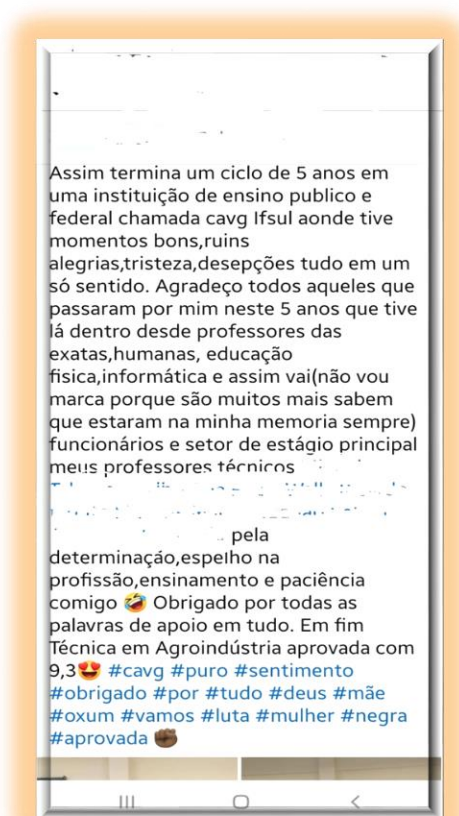 Assim termina um ciclo de 5 anos em
uma instituição de ensino publico e
federal chamada cavg Ifsul aonde tive
momentos bons,ruins
alegrias,tristeza,desepções tudo em um
só sentido. Agradeço todos aqueles que
passaram por mim neste 5 anos que tive
lá dentro desde professores das
exatas,humanas, educação
fisica,informática e assim vai(não vou
marca porque são muitos mais sabem
que estaram na minha memoria sempre)
funcionários e setor de estágio principal
meus professores técnicos
pela
determinação,espelho na
profissão,ensinamento e paciência
comigo 🤣 Obrigado por todas as
palavras de apoio em tudo. Em fim
Técnica em Agroindústria aprovada com
9,3😍 #cavg #puro #sentimento
#obrigado #por #tudo #deus #mãe
#oxum #vamos #luta #mulher #negra
#aprovada ✊🏿